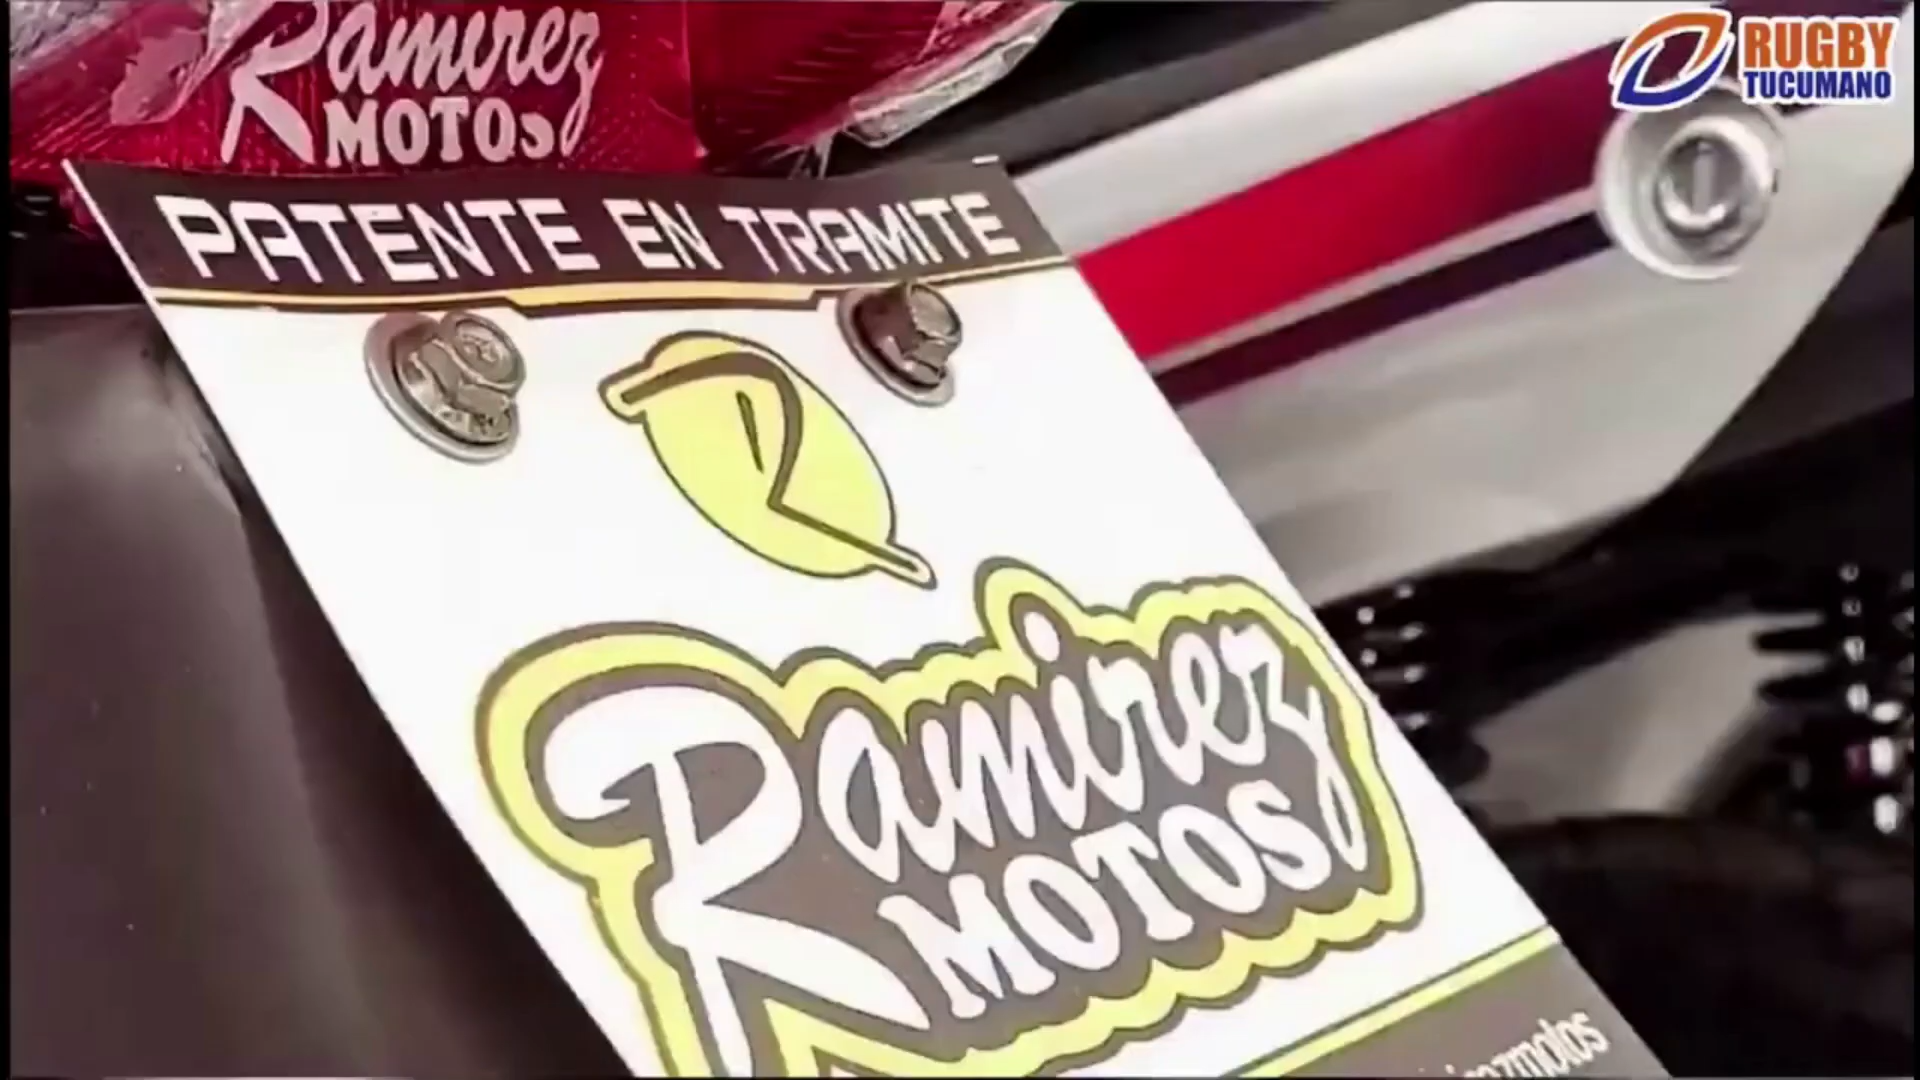 Ramirez
MOTOS
RUGBY
TUCUMANO
PATENTE EN TRAMITE
R
Ramirez
MOTOS